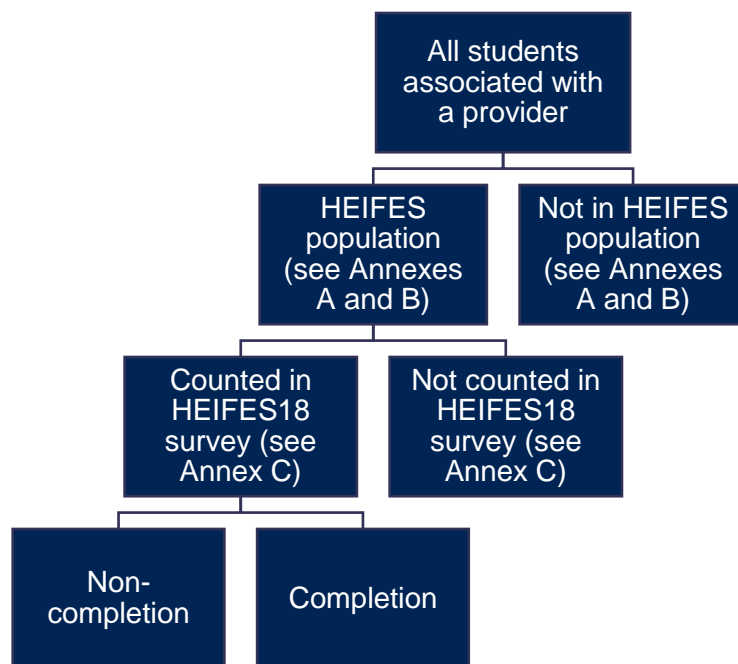 All students
associated with
a provider
HEIFES
population
(see Annexes
A and B)
Not in HEIFES
population
(see Annexes
A and B)
Counted in
HEIFES18
survey (see
Annex C)
Not counted in
HEIFES18
survey (see
Annex C)
Non-
completion
Completion